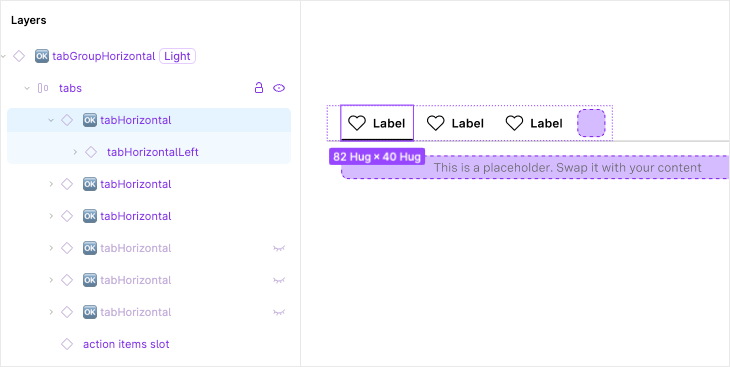 Layers
🆗 tabGroupHorizontal Light
tabs
🆗 tabHorizontal
tabHorizontalLeft
🆗 tabHorizontal
🆗 tabHorizontal
🆗 tabHorizontal
🆗 tabHorizontal
🆗 tabHorizontal
action items slot
Label Label Label
82 Hug × 40 Hug
This is a placeholder. Swap it with your content